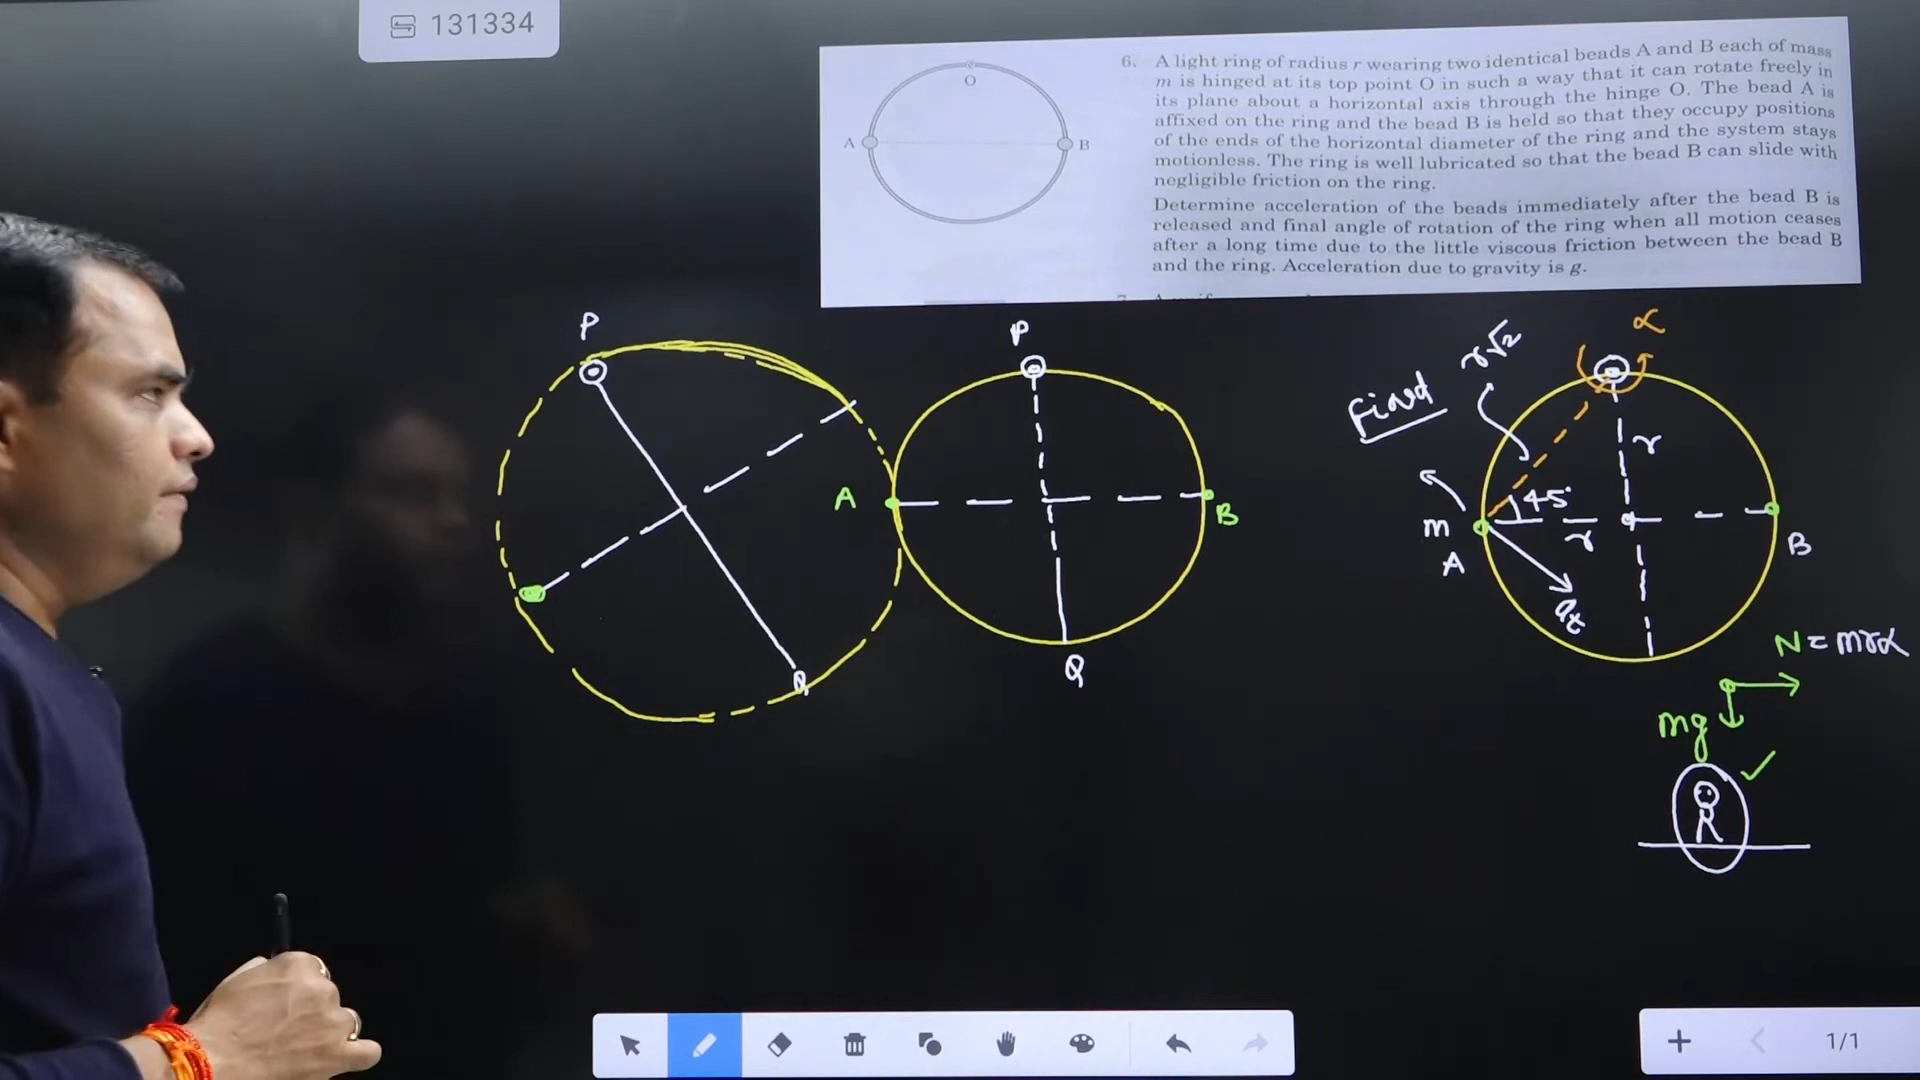 131334
O
A
B
6. A light ring of radius r wearing two identical beads A and B each of mass
m is hinged at its top point O in such a way that it can rotate freely in
its plane about a horizontal axis through the hinge O. The bead A is
affixed on the ring and the bead B is held so that they occupy positions
of the ends of the horizontal diameter of the ring and the system stays
motionless. The ring is well lubricated so that the bead B can slide with
negligible friction on the ring.
Determine acceleration of the beads immediately after the bead B is
released and final angle of rotation of the ring when all motion ceases
after a long time due to the little viscous friction between the bead B
and the ring. Acceleration due to gravity is g.
P
Q
P
A
B
Q
Find
r√2
α
r
45°
m
A
r
B
at
N = mrα
mg
1/1